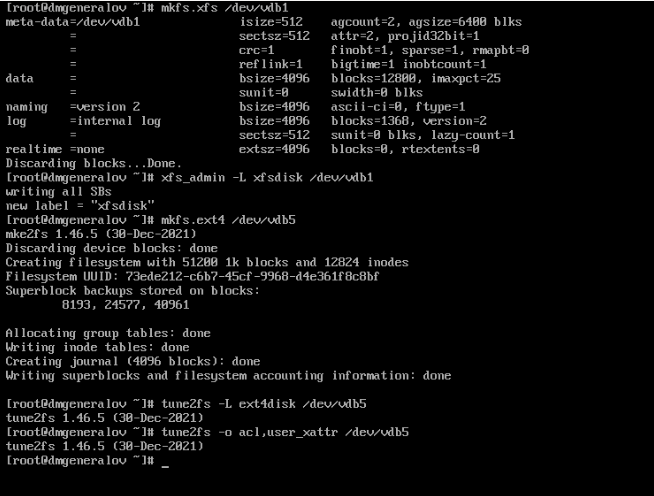 [root@dmgeneralov ~]# mkfs.xfs /dev/vdb1
meta-data=/dev/vdb1              isize=512    agcount=2, agsize=6400 blks
         =                       sectsz=512   attr=2, projid32bit=1
         =                       crc=1        finobt=1, sparse=1, rmapbt=0
         =                       reflink=1    bigtime=1 inobtcount=1
data     =                       bsize=4096   blocks=12800, imaxpct=25
         =                       sunit=0      swidth=0 blks
naming   =version 2              bsize=4096   ascii-ci=0, ftype=1
log      =internal log           bsize=4096   blocks=1368, version=2
         =                       sectsz=512   sunit=0 blks, lazy-count=1
realtime =none                   extsz=4096   blocks=0, rtextents=0
Discarding blocks...Done.
[root@dmgeneralov ~]# xfs_admin -L xfsdisk /dev/vdb1
writing all SBs
new label = "xfsdisk"
[root@dmgeneralov ~]# mkfs.ext4 /dev/vdb5
mke2fs 1.46.5 (30-Dec-2021)
Discarding device blocks: done
Creating filesystem with 51200 1k blocks and 12824 inodes
Filesystem UUID: 73ede212-c6b7-45cf-9968-d4e361f8c8bf
Superblock backups stored on blocks:
        8193, 24577, 40961

Allocating group tables: done
Writing inode tables: done
Creating journal (4096 blocks): done
Writing superblocks and filesystem accounting information: done

[root@dmgeneralov ~]# tune2fs -L ext4disk /dev/vdb5
tune2fs 1.46.5 (30-Dec-2021)
[root@dmgeneralov ~]# tune2fs -o acl,user_xattr /dev/vdb5
tune2fs 1.46.5 (30-Dec-2021)
[root@dmgeneralov ~]# _